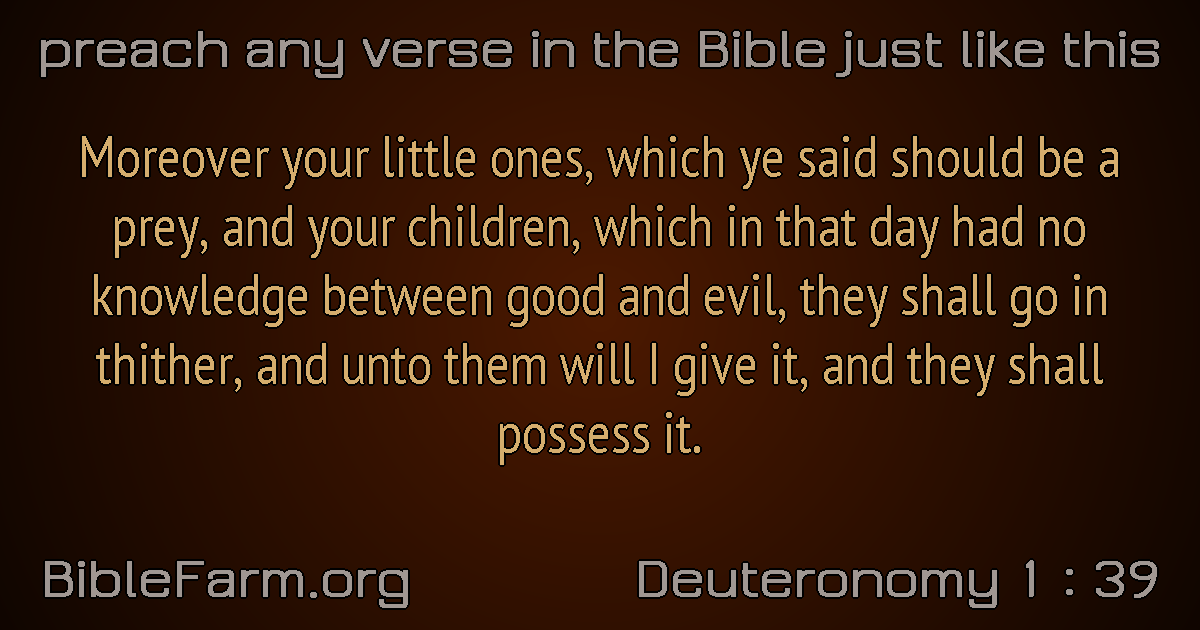 preach any verse in the Bible just like this
Moreover your little ones, which ye said should be a
prey, and your children, which in that day had no
knowledge between good and evil, they shall go in
thither, and unto them will I give it, and they shall
possess it.
BibleFarm.org
Deuteronomy 1 : 39